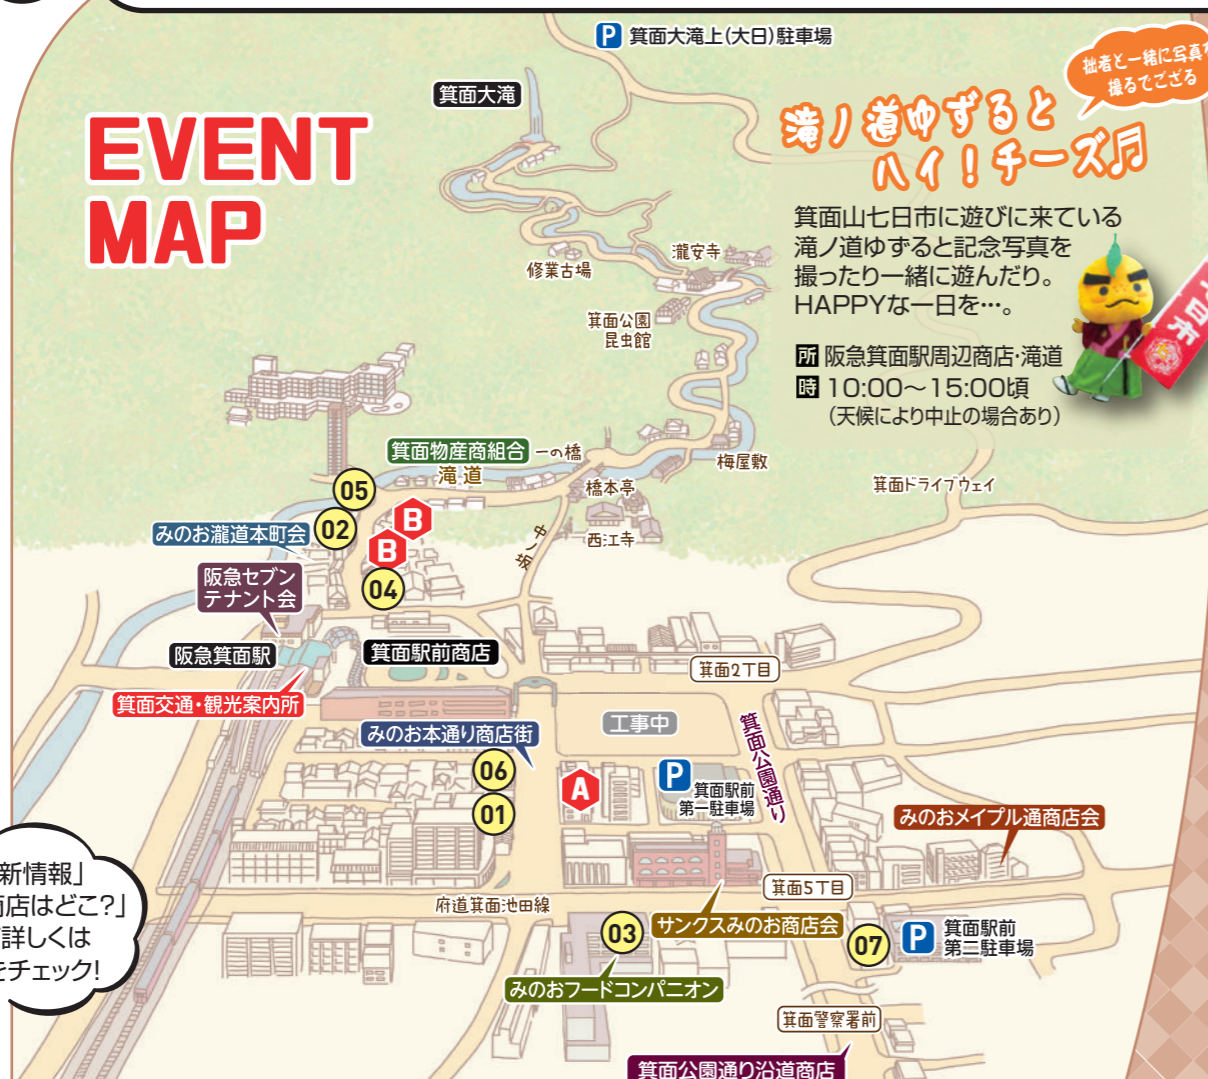 P 箕面大滝上(大日)駐車場
拙者と一緒に写真を
撮るでござる
箕面大滝
EVENT
MAP
滝ノ道ゆずると
ハイ!チーズ♬
箕面山七日市に遊びに来ている
滝ノ道ゆずると記念写真を
撮ったり一緒に遊んだり。
HAPPYな一日を…。
所 阪急箕面駅周辺商店・滝道
時 10:00〜15:00頃
(天候により中止の場合あり)
日市
瀧安寺
修業古場
箕面公園
昆虫館
箕面物産商組合
一の橋
滝道
梅屋敷
橋本亭
箕面ドライブウェイ
05
B
みのお瀧道本町会
02
B
中ノ坂
西江寺
阪急セブン
テナント会
04
阪急箕面駅
箕面駅前商店
箕面2丁目
箕面交通・観光案内所
みのお本通り商店街
工事中
箕面公園通り
06
A
P
箕面駅前
第一駐車場
01
みのおメイプル通商店会
新情報」
商店はどこ?」
詳しくは
をチェック!
箕面5丁目
府道箕面池田線
サンクスみのお商店会
03
07
P
箕面駅前
第二駐車場
みのおフードコンパニオン
箕面警察署前
箕面公園通り沿道商店